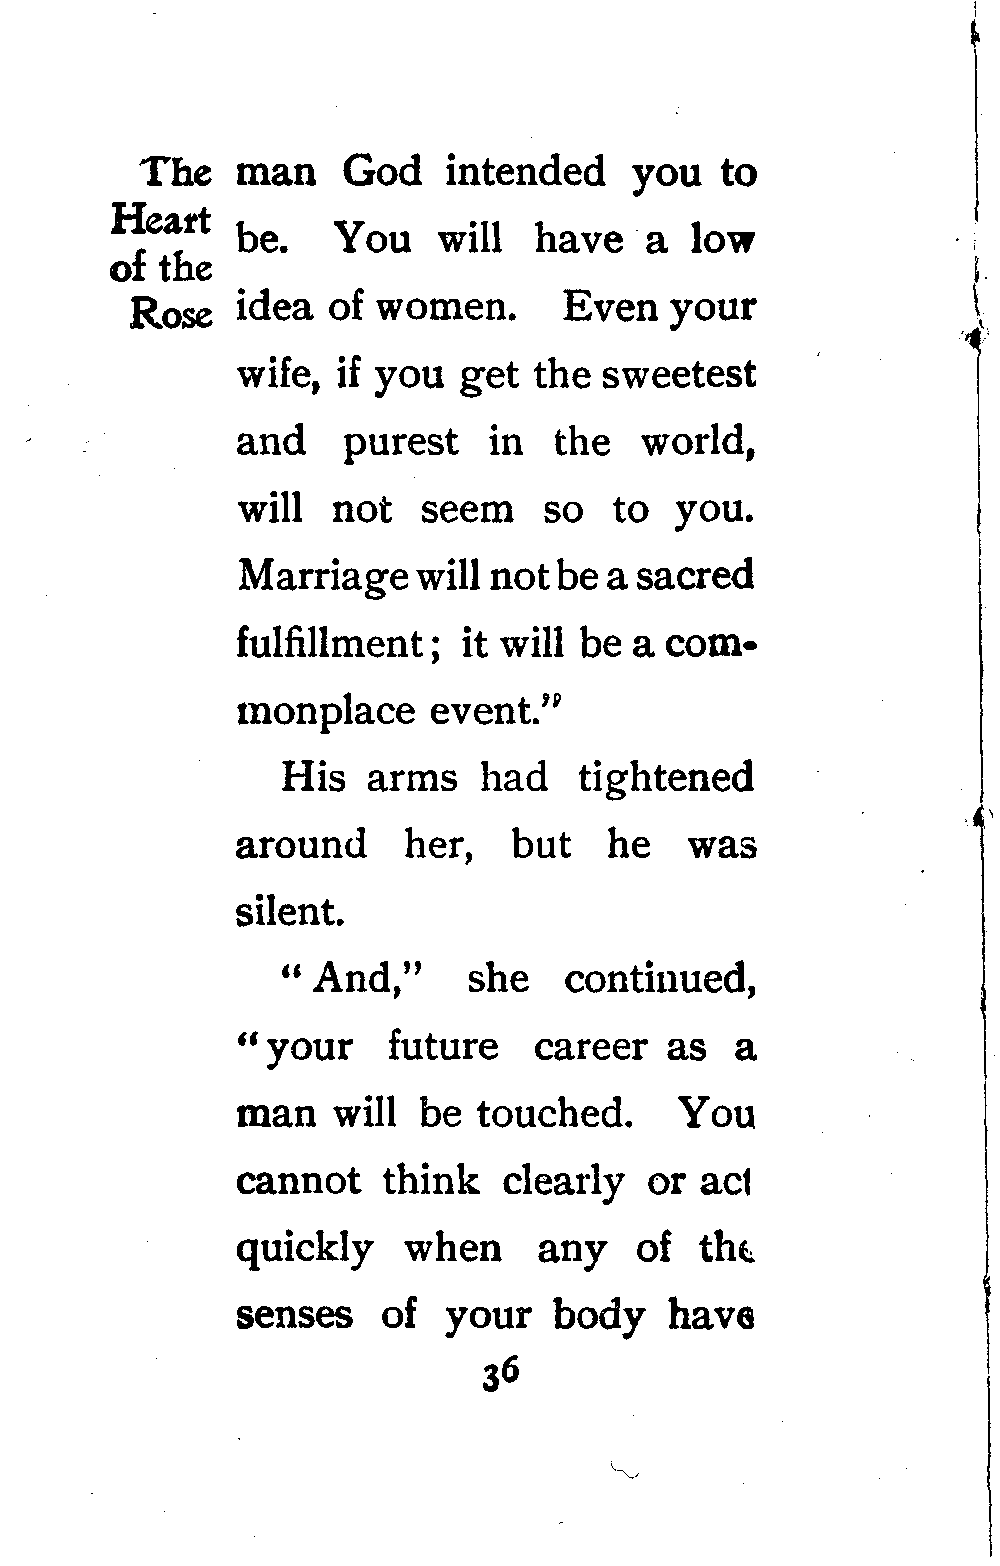 The
Heart
of the
Rose
man God intended you to
be. You will have a low
idea of women. Even your
wife, if you get the sweetest
and purest in the world,
will not seem so to you.
Marriage will not be a sacred
fulfillment; it will be a com-
monplace event."
His arms had tightened
around her, but he was
silent.
"And," she continued,
"your future career as a
man will be touched. You
cannot think clearly or act
quickly when any of the
senses of your body have
36